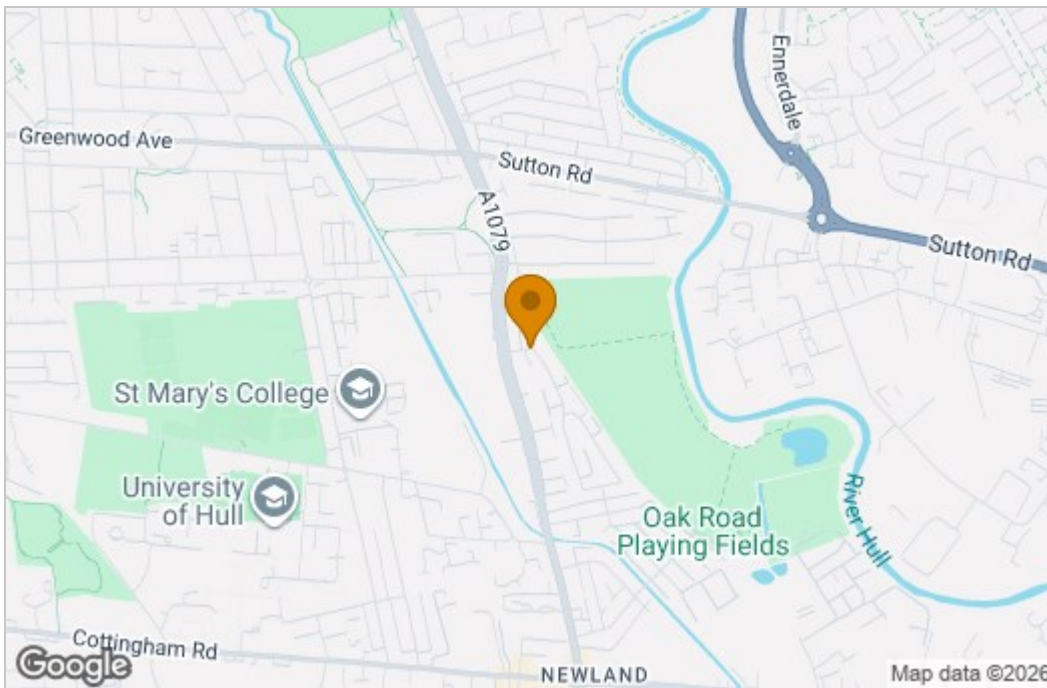 Ennerdale
Greenwood Ave
Sutton Rd
A1079
Sutton Rd
St Mary's College
University
of Hull
Oak Road
Playing Fields
River Hull
Cottingham Rd
NEWLAND
Google
Map data ©2026